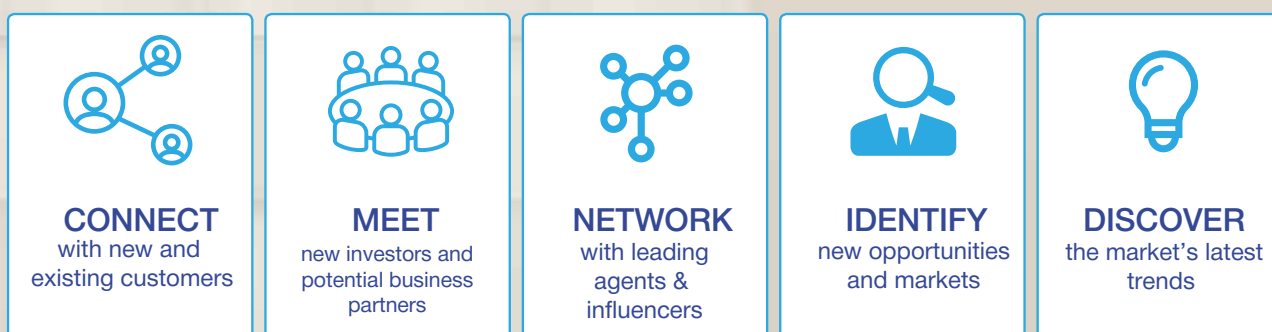 CONNECT
with new and
existing customers
MEET
new investors and
potential business
partners
NETWORK
with leading
agents &
influencers
IDENTIFY
new opportunities
and markets
DISCOVER
the market’s latest
trends